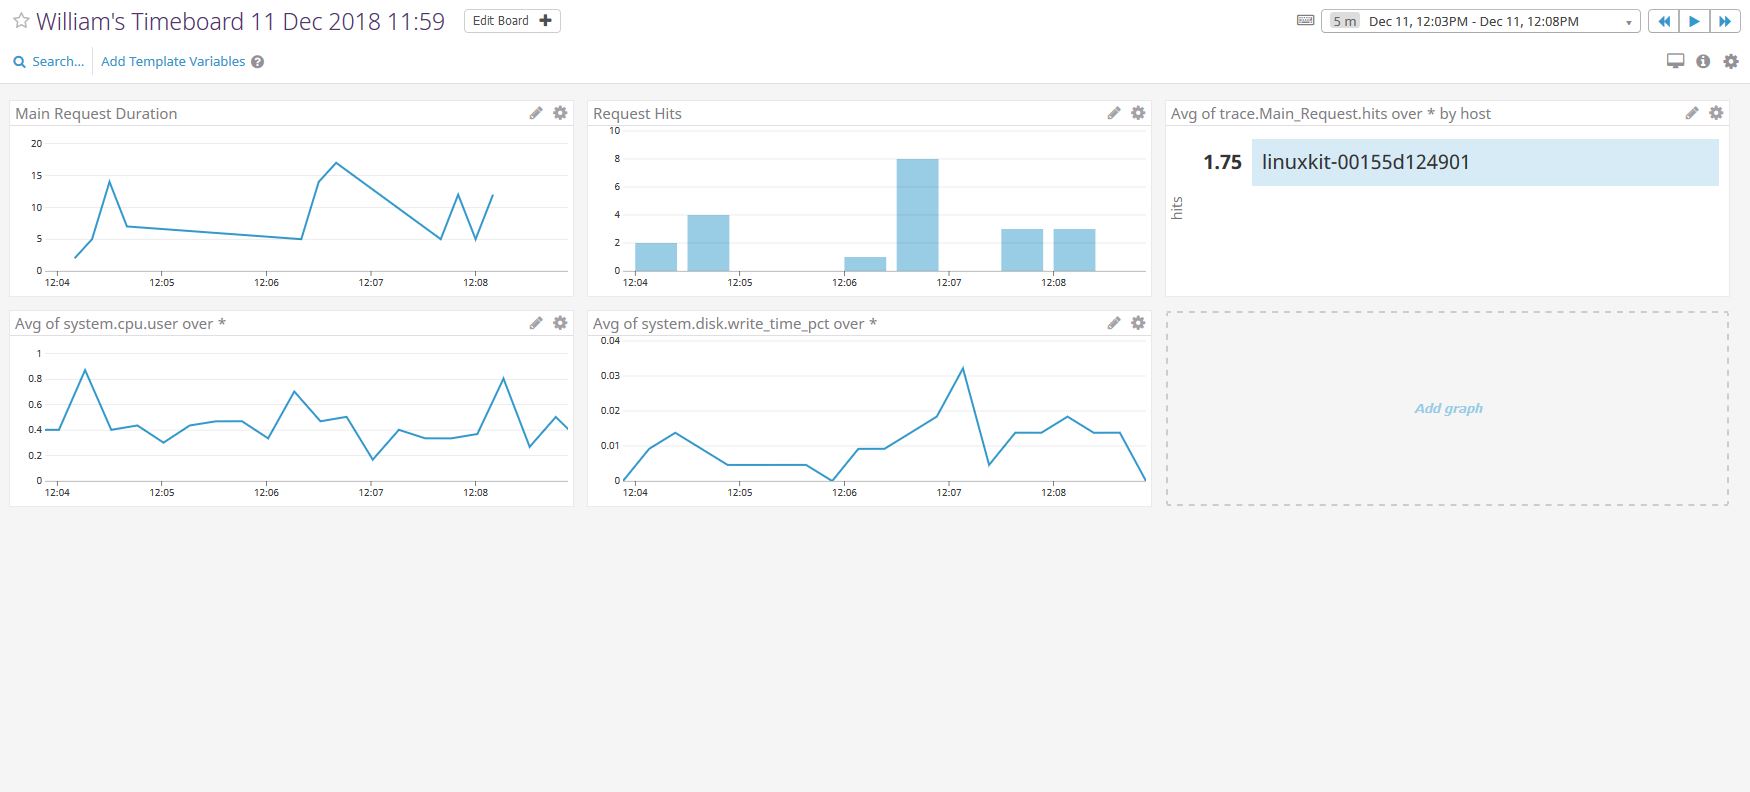 William's Timeboard 11 Dec 2018 11:59
Edit Board
5 m Dec 11, 12:03PM - Dec 11, 12:08PM
Search...
Add Template Variables
Main Request Duration
20
15
10
5
0
12:04 12:05 12:06 12:07 12:08
Request Hits
10
8
6
4
2
0
12:04 12:05 12:06 12:07 12:08
Avg of trace.Main_Request.hits over * by host
1.75 linuxkit-00155d124901
hits
Avg of system.cpu.user over *
1
0.8
0.6
0.4
0.2
0
12:04 12:05 12:06 12:07 12:08
Avg of system.disk.write_time_pct over *
0.04
0.03
0.02
0.01
0
12:04 12:05 12:06 12:07 12:08
Add graph